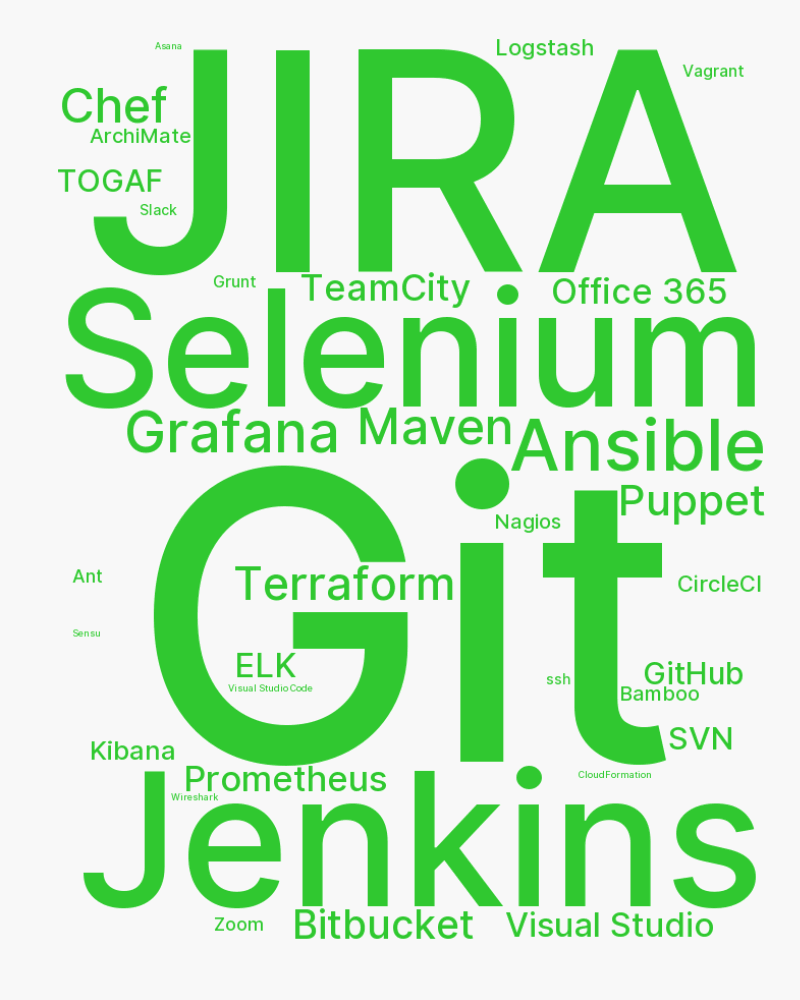 Asana
JIRA
Logstash
Vagrant
Chef
ArchiMate
TOGAF
Slack
Grunt
TeamCity
Office 365
Selenium
Grafana
Maven
Ansible
Git
Puppet
Nagios
Terraform
Ant
CircleCI
Sensu
ELK
GitHub
ssh
Visual Studio Code
Bamboo
SVN
Kibana
Prometheus
CloudFormation
Wireshark
Jenkins
Zoom
Bitbucket
Visual Studio